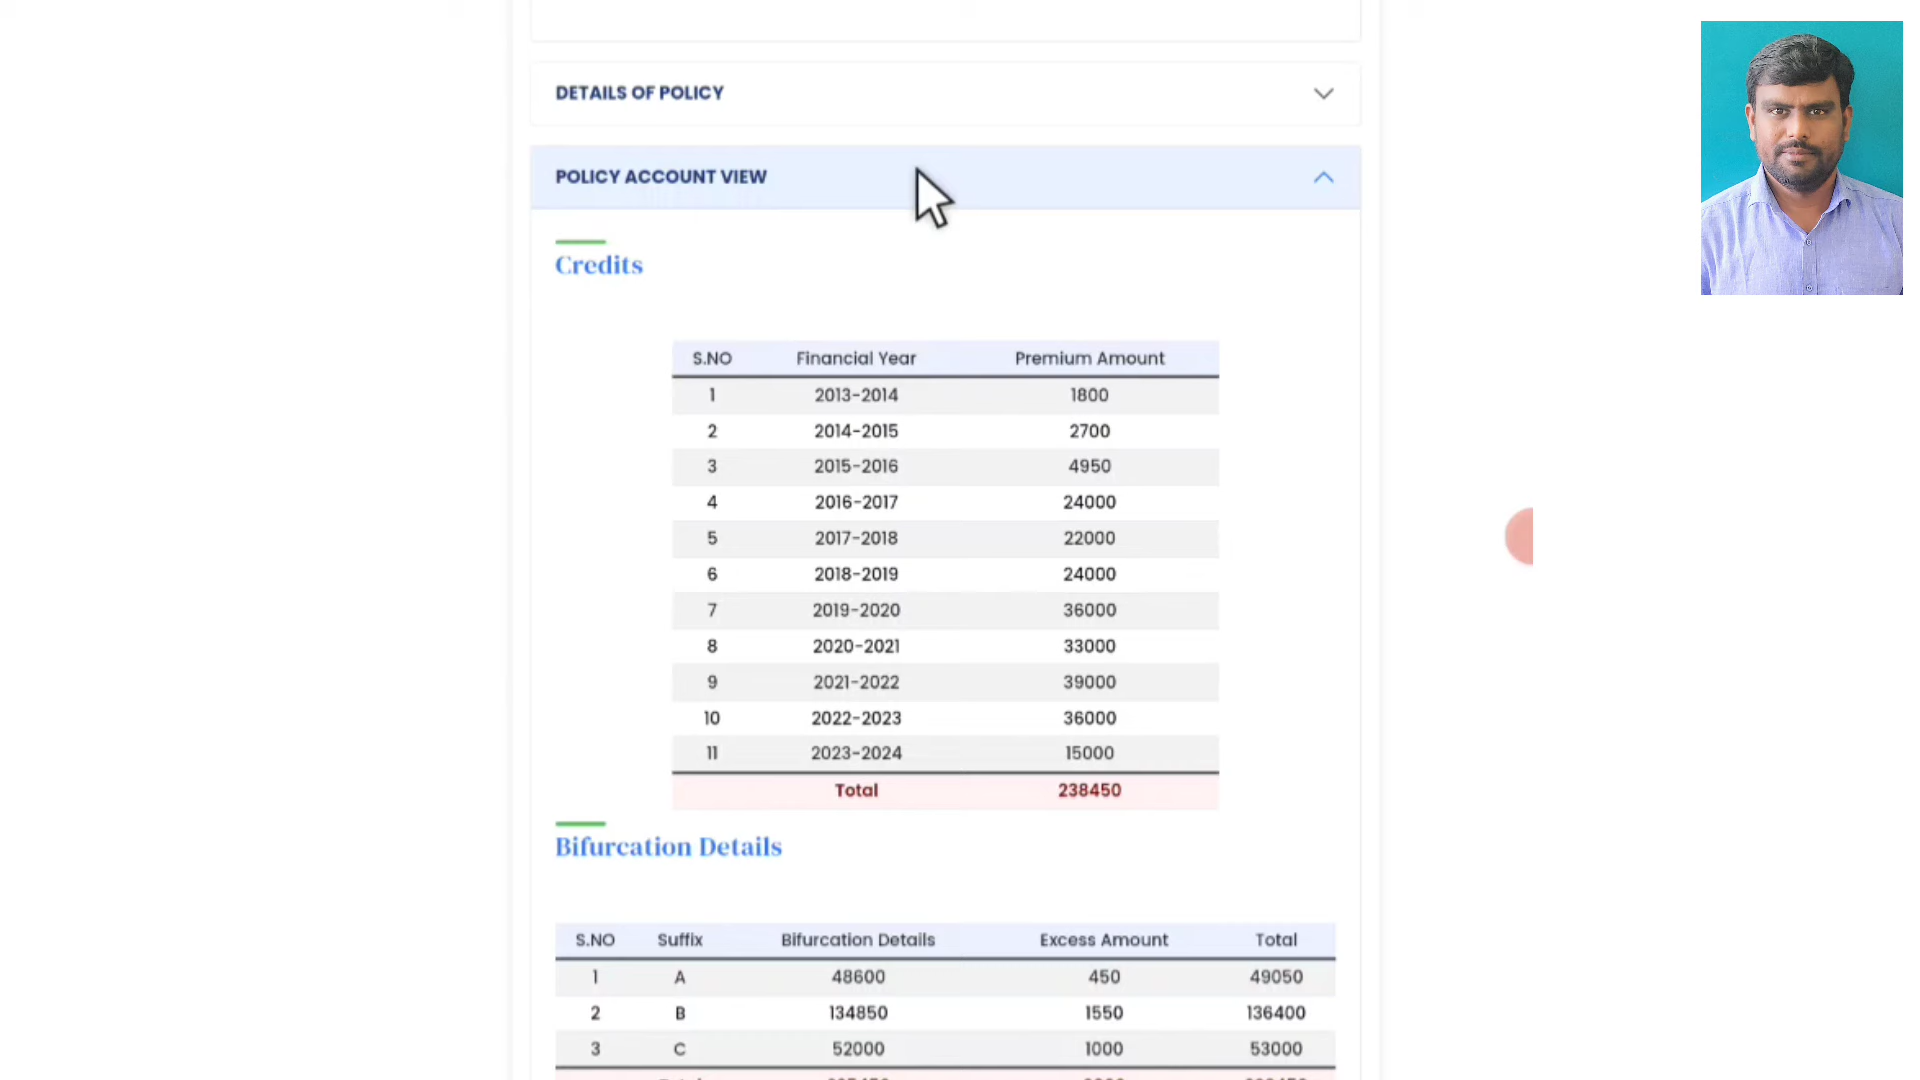 DETAILS OF POLICY
POLICY ACCOUNT VIEW
Credits
S.NO Financial Year Premium Amount
1 2013-2014 1800
2 2014-2015 2700
3 2015-2016 4950
4 2016-2017 24000
5 2017-2018 22000
6 2018-2019 24000
7 2019-2020 36000
8 2020-2021 33000
9 2021-2022 39000
10 2022-2023 36000
11 2023-2024 15000
Total 238450
Bifurcation Details
S.NO Suffix Bifurcation Details Excess Amount Total
1 A 48600 450 49050
2 B 134850 1550 136400
3 C 52000 1000 53000